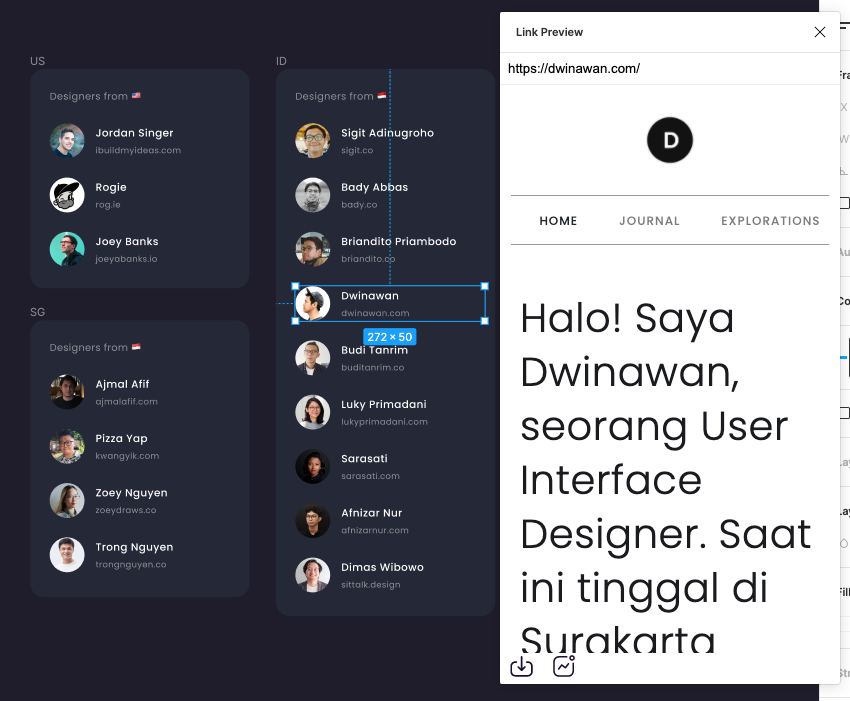 US
Designers from
Jordan Singer
ibuildmyideas.com
Rogie
rog.ie
Joey Banks
joeyabanks.io
SG
Designers from
Ajmal Afif
ajmalafif.com
Pizza Yap
kwangyik.com
Zoey Nguyen
zoeydraws.co
Trong Nguyen
trongnguyen.co
ID
Designers from
Sigit Adinugroho
sigit.co
Bady Abbas
bady.co
Briandito Priambodo
briandito.co
Dwinawan
dwinawan.com
272 × 50
Budi Tanrim
buditanrim.co
Luky Primadani
lukyprimadani.com
Sarasati
sarasati.com
Afnizar Nur
afnizarnur.com
Dimas Wibowo
sittalk.design
Link Preview
https://dwinawan.com/
D
HOME JOURNAL EXPLORATIONS
Halo! Saya
Dwinawan,
seorang User
Interface
Designer. Saat
ini tinggal di
Surakarta